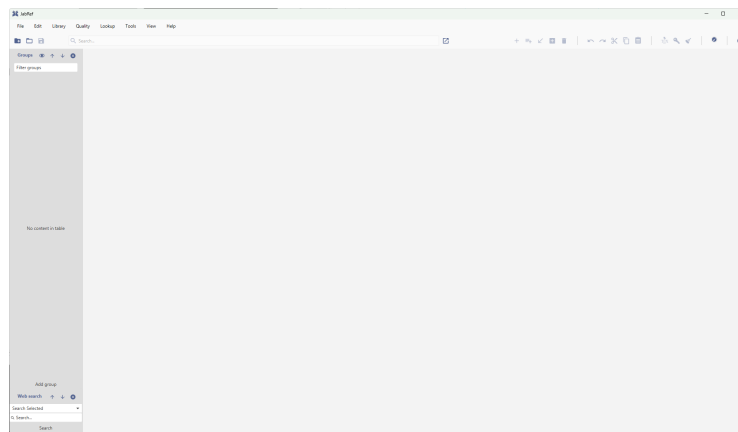 JabRef
File Edit Library Quality Lookup Tools View Help
Search...
Groups
Filter groups
No content in table
Add group
Web search
Search Selected
Search...
Search